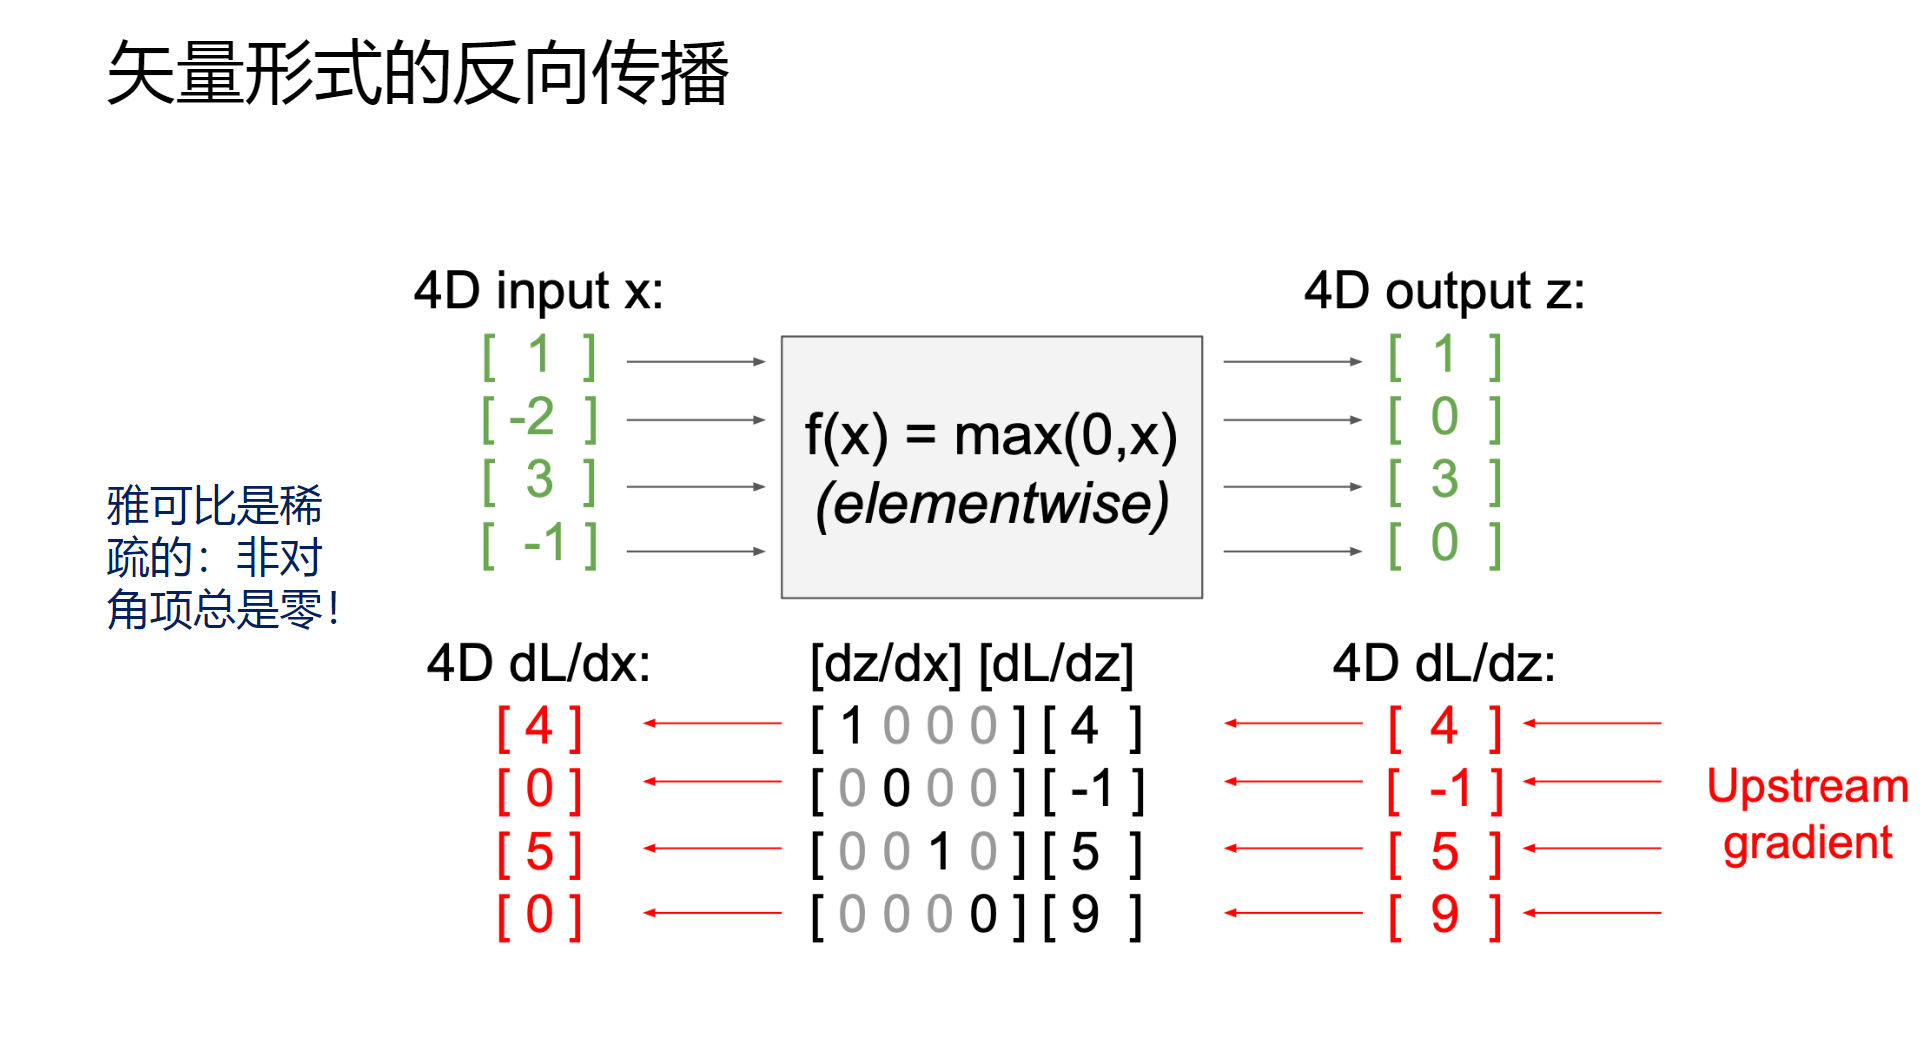 矢量形式的反向传播
4D input x:
4D output z:
[ 1 ]
[ -2 ]
[ 3 ]
[ -1 ]
f(x) = max(0,x)
(elementwise)
[ 1 ]
[ 0 ]
[ 3 ]
[ 0 ]
雅可比是稀
疏的：非对
角项总是零！
4D dL/dx:
[dz/dx] [dL/dz]
4D dL/dz:
[ 4 ]
[ 0 ]
[ 5 ]
[ 0 ]
[ 1 0 0 0 ] [ 4 ]
[ 0 0 0 0 ] [ -1 ]
[ 0 0 1 0 ] [ 5 ]
[ 0 0 0 0 ] [ 9 ]
[ 4 ]
[ -1 ]
[ 5 ]
[ 9 ]
Upstream
gradient